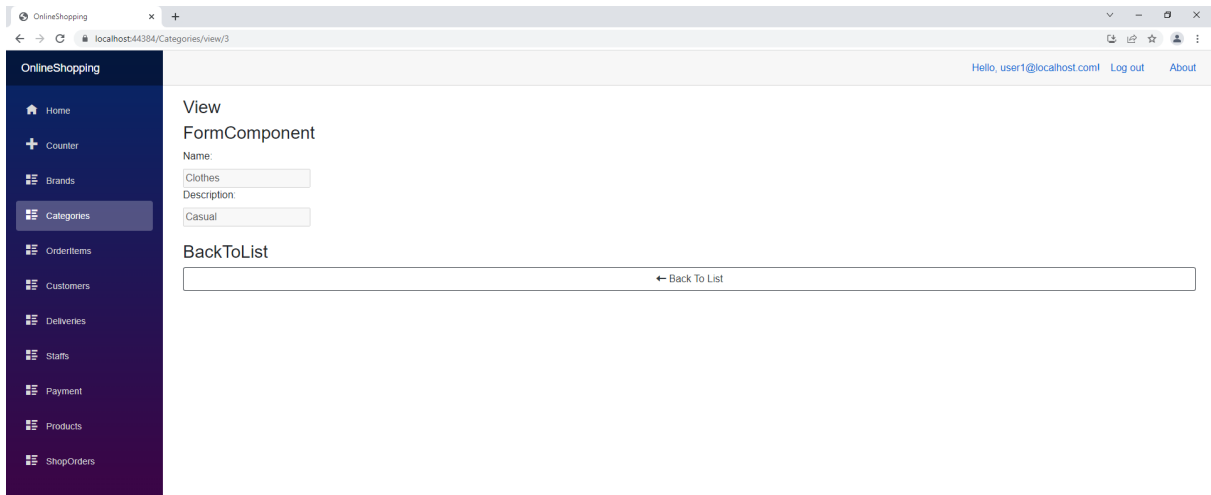 OnlineShopping
localhost:44384/Categories/view/3
OnlineShopping
Hello, user1@localhost.com! Log out About
Home
Counter
Brands
Categories
OrderItems
Customers
Deliveries
Staffs
Payment
Products
ShopOrders
View
FormComponent
Name:
Clothes
Description:
Casual
BackToList
Back To List